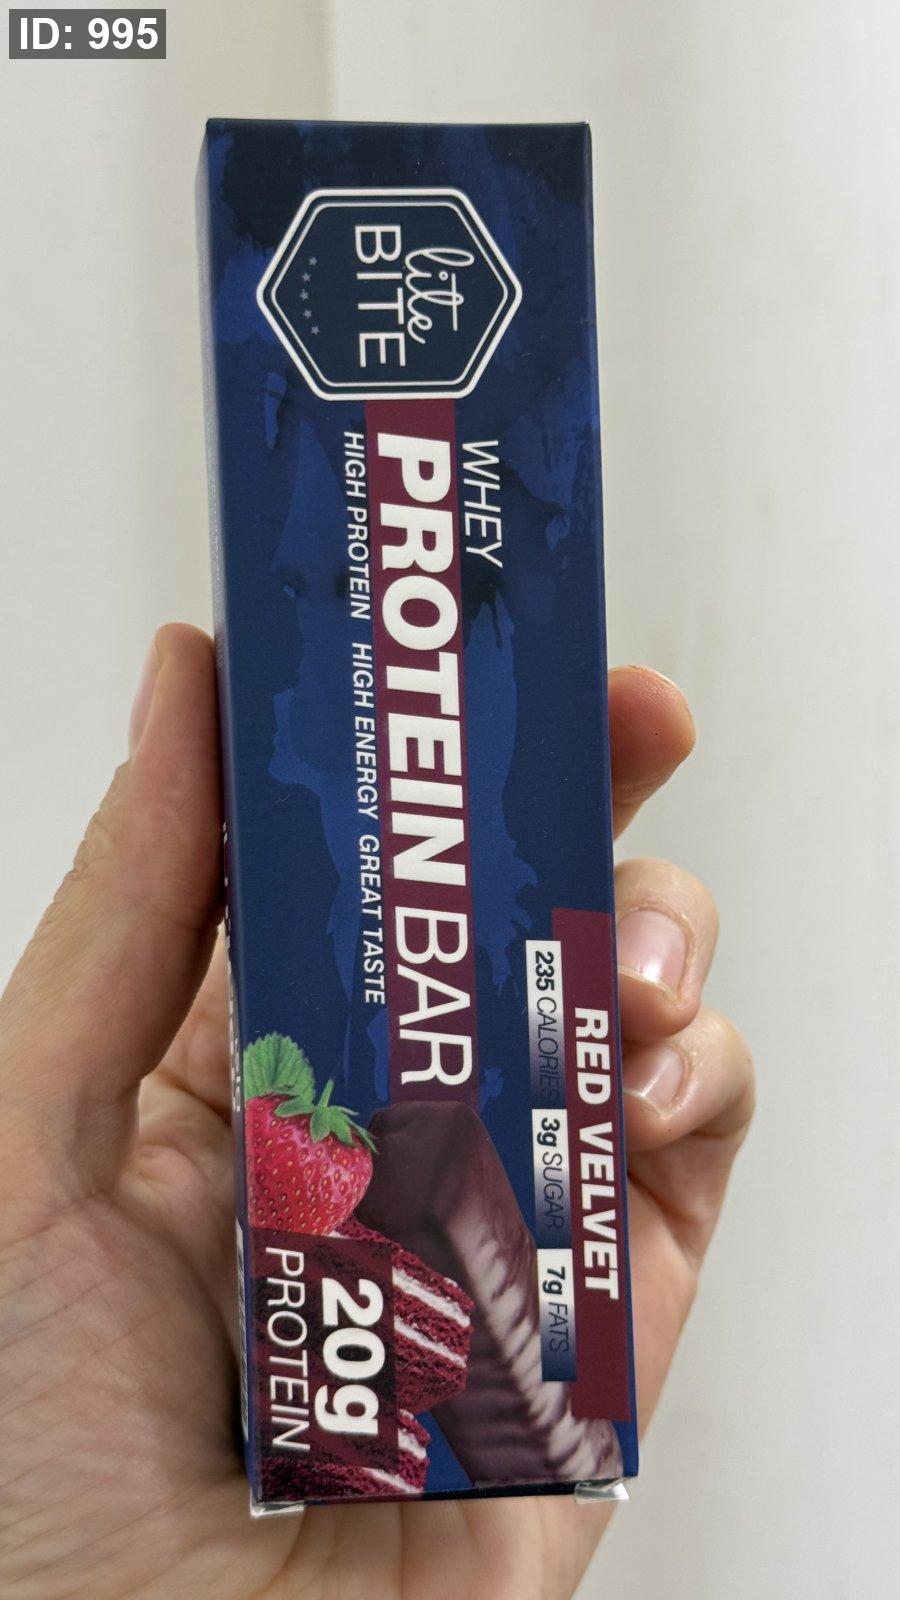 ID: 995
lite
BITE
WHEY
PROTEIN BAR
HIGH PROTEIN HIGH ENERGY GREAT TASTE
RED VELVET
235 CALORIES 3g SUGAR 7g FATS
20g
PROTEIN